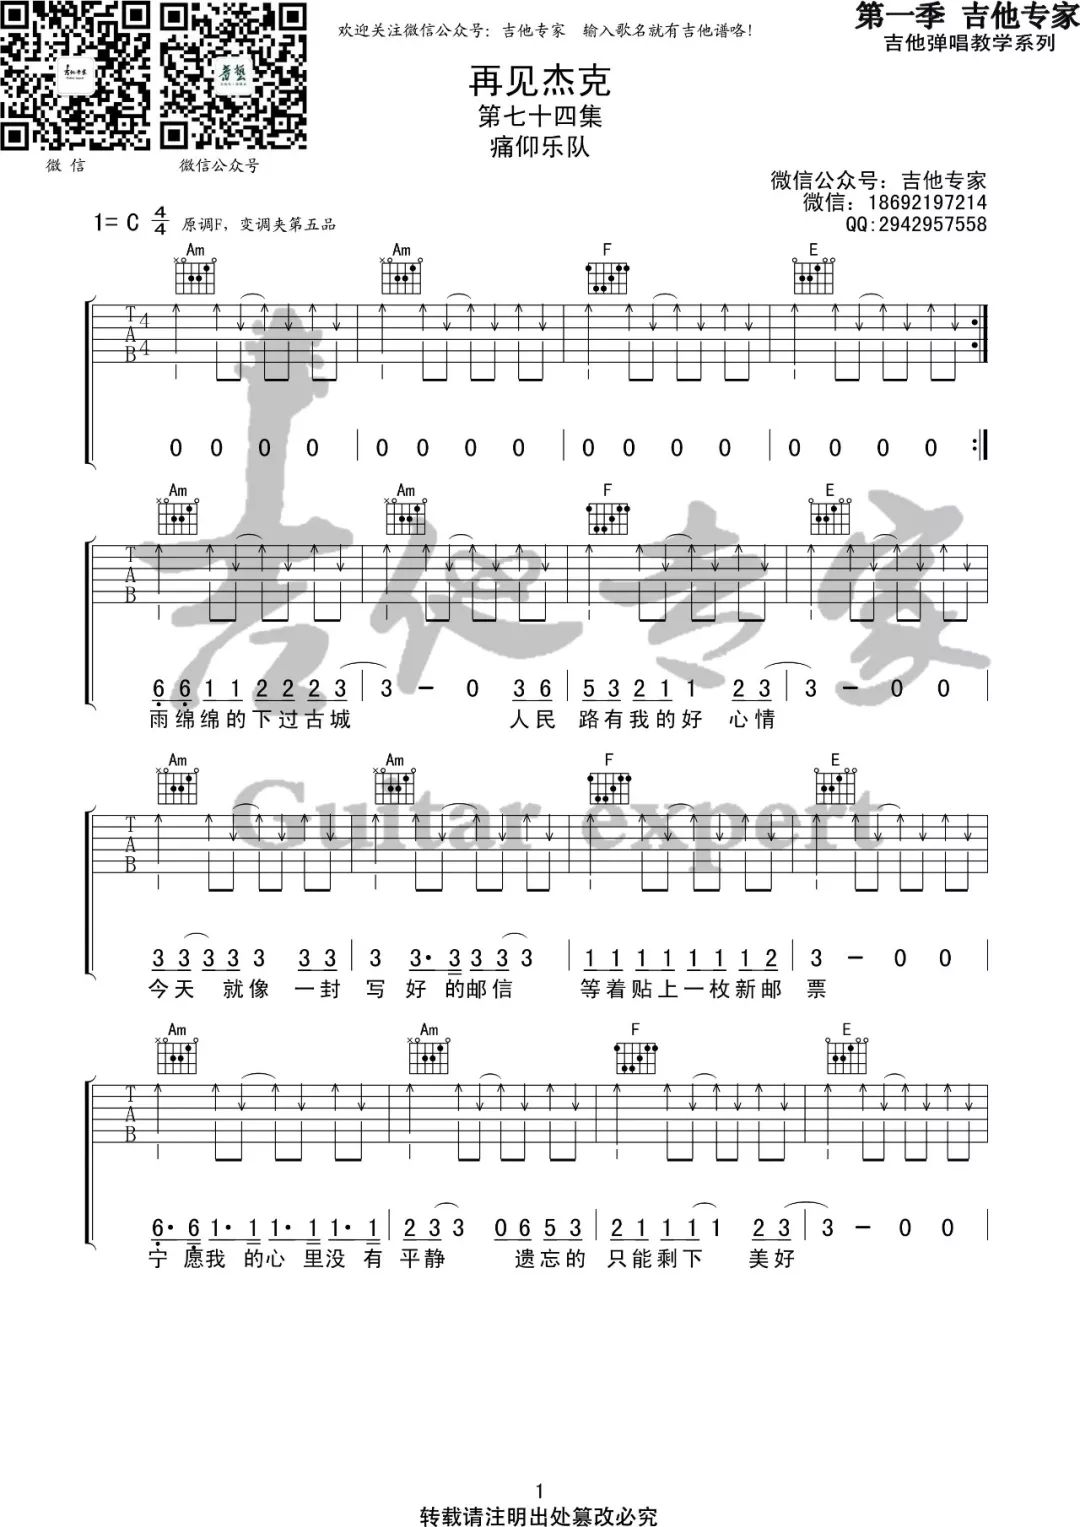 欢迎关注微信公众号：吉他专家 输入歌名就有吉他谱咯！
第一季 吉他专家
吉他弹唱教学系列
再见杰克
第七十四集
痛仰乐队
微信 微信公众号
微信公众号：吉他专家
微信：18692197214
QQ:2942957558
1= C 4/4 原调F，变调夹第五品
Am Am F E
T A B 4 4
0 0 0 0 | 0 0 0 0 | 0 0 0 0 | 0 0 0 0 :|
Am Am F E
T A B
6 6 1 1 2 2 2 3 | 3 - 0 3 6 | 5 3 2 1 1 2 3 | 3 - 0 0
雨绵绵的下过古城 人民 路有我的好 心情
Guitar expert
Am Am F E
T A B
3 3 3 3 3 3 3 | 3 3· 3 3 3 3 | 1 1 1 1 1 1 1 2 | 3 - 0 0
今天 就像 一封 写 好 的邮信 等着贴上一枚新邮 票
Am Am F E
T A B
6· 6 1· 1 1· 1 1· 1 | 2 3 3 0 6 5 3 | 2 1 1 1 1 2 3 | 3 - 0 0
宁 愿我 的心 里没 有 平静 遗忘的 只能剩下 美好
1
转载请注明出处篡改必究